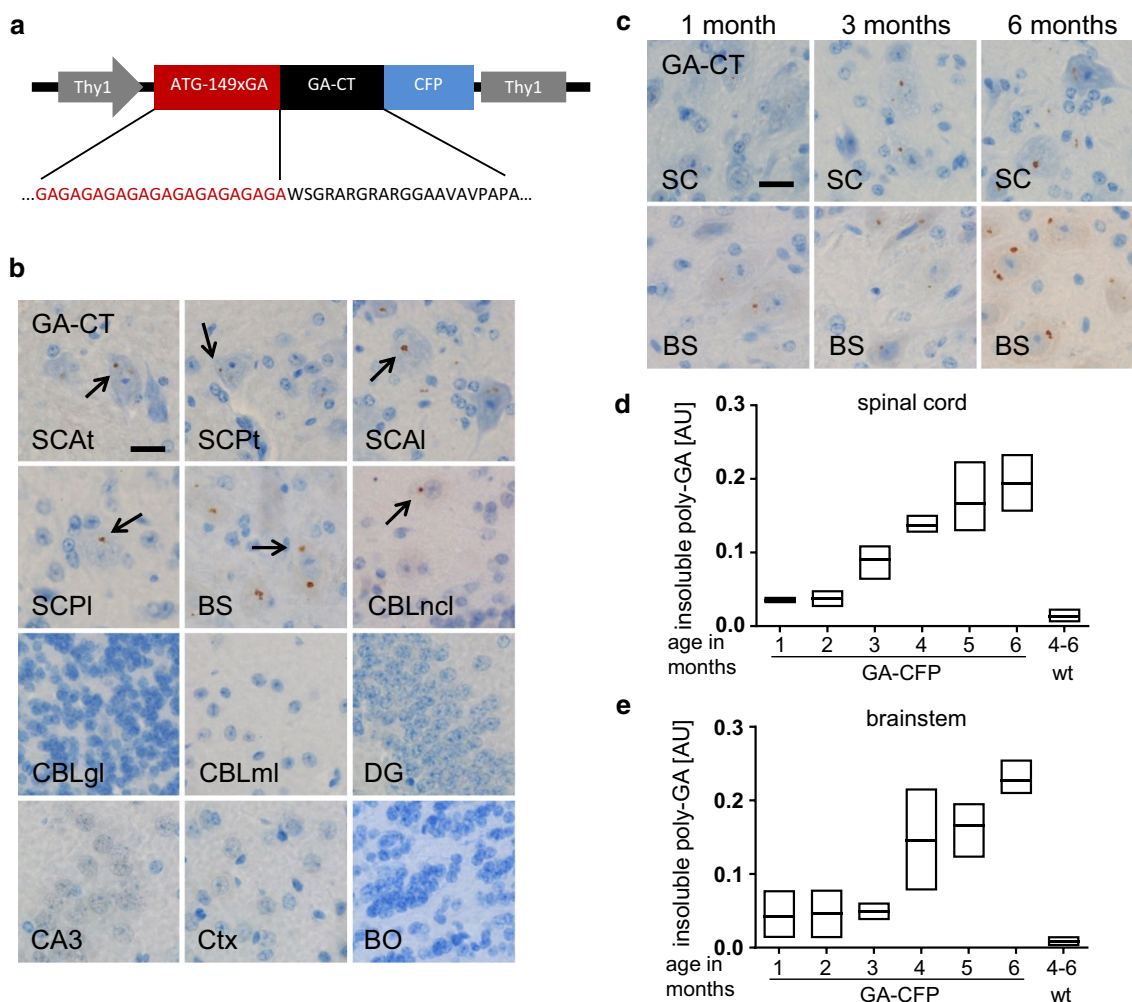 a
Thy1 ATG-149xGA GA-CT CFP Thy1
...GAGAGAGAGAGAGAGAGAGAGAWSGRARGRARGGAAVAVPAPA...
b
GA-CT
SCAt SCPt SCAl
SCPl BS CBLncl
CBLgl CBLml DG
CA3 Ctx BO
c
1 month 3 months 6 months
GA-CT
SC SC SC
BS BS BS
d
spinal cord
insoluble poly-GA [AU]
0.3
0.2
0.1
0.0
age in months
1 2 3 4 5 6 4-6
GA-CFP wt
e
brainstem
insoluble poly-GA [AU]
0.3
0.2
0.1
0.0
age in months
1 2 3 4 5 6 4-6
GA-CFP wt